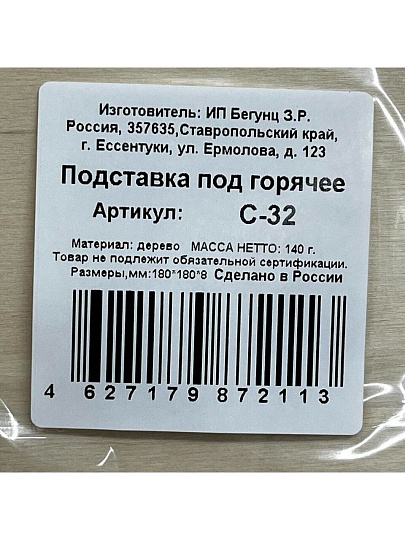 Изготовитель: ИП Бегунц З.Р.
Россия, 357635,Ставропольский край,
г. Ессентуки, ул. Ермолова, д. 123
Подставка под горячее
Артикул: С-32
Материал: дерево МАССА НЕТТО: 140 г.
Товар не подлежит обязательной сертификации.
Размеры,мм:180*180*8 Сделано в России
4 627179 872113